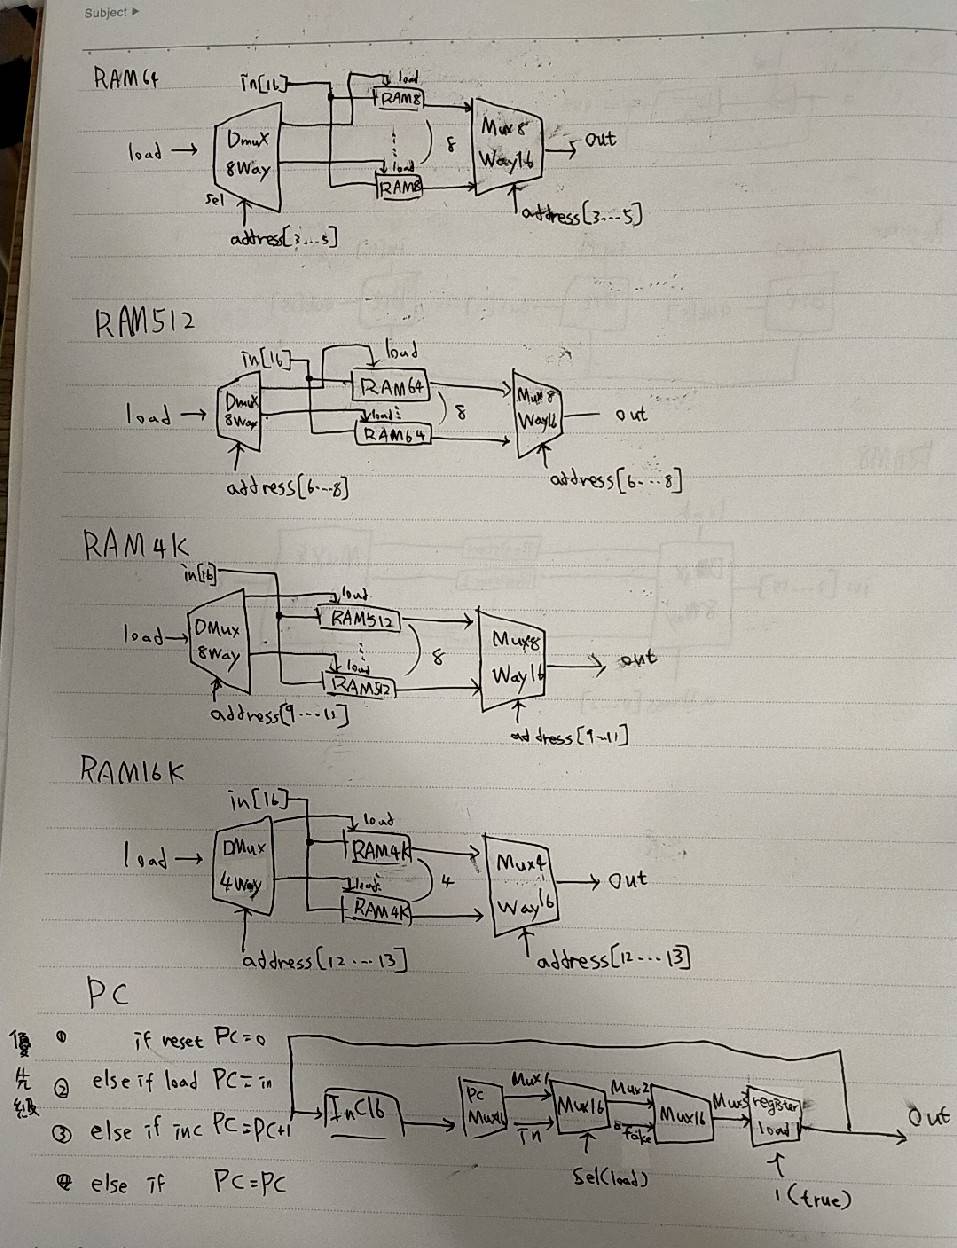 Subject ▶
RAM64
in[16]
load
RAM8
load → Dmux 8Way
sel
load
RAM8
8
Mux8 Way16
out
address[3...5]
address[3...5]
RAM512
in[16]
load
RAM64
load → Dmux 8Way
load
RAM64
8
Mux8 Way16
out
address[6...8]
address[6...8]
RAM4K
in[16]
load
RAM512
load → DMux 8Way
load
RAM512
8
Mux8 Way16
out
address[9...11]
address[9-11]
RAM16K
in[16]
load
RAM4K
load → DMux 4Way
load
RAM4K
4
Mux4 Way16
out
address[12...13]
address[12...13]
PC
優先級
① if reset PC=0
② else if load PC=in
③ else if inc PC=PC+1
④ else if PC=PC
Inc16
PC
Mux1
in
Mux16
Sel(load)
Mux2
Mux16
Mux3
register load
1(true)
out